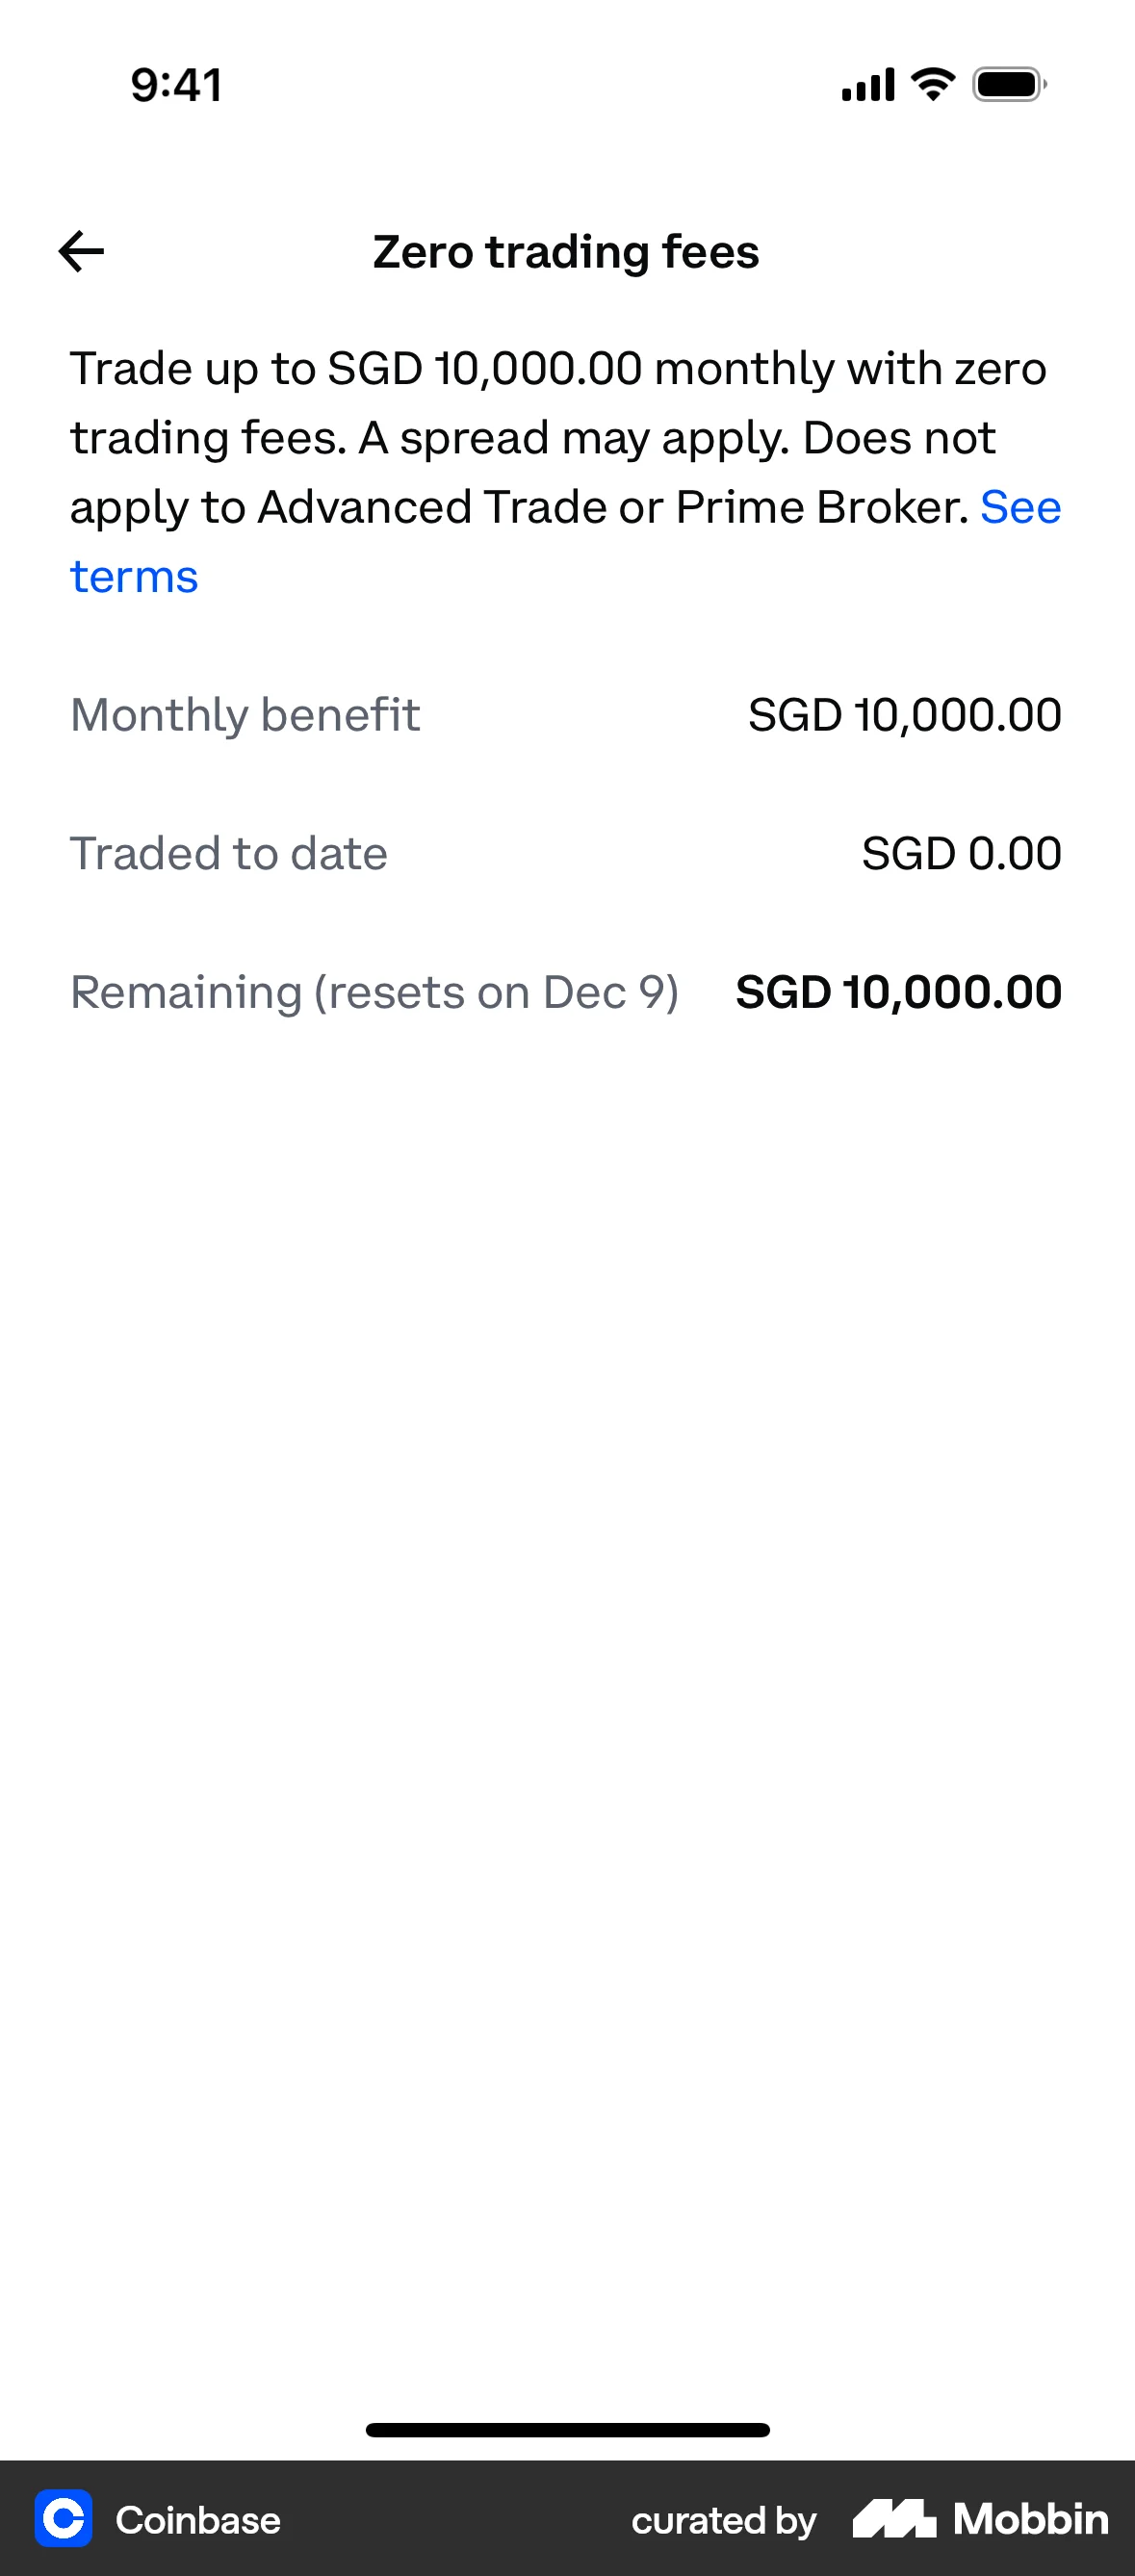 9:41
Zero trading fees
Trade up to SGD 10,000.00 monthly with zero
trading fees. A spread may apply. Does not
apply to Advanced Trade or Prime Broker. See
terms
Monthly benefit SGD 10,000.00
Traded to date SGD 0.00
Remaining (resets on Dec 9) SGD 10,000.00
Coinbase curated by Mobbin